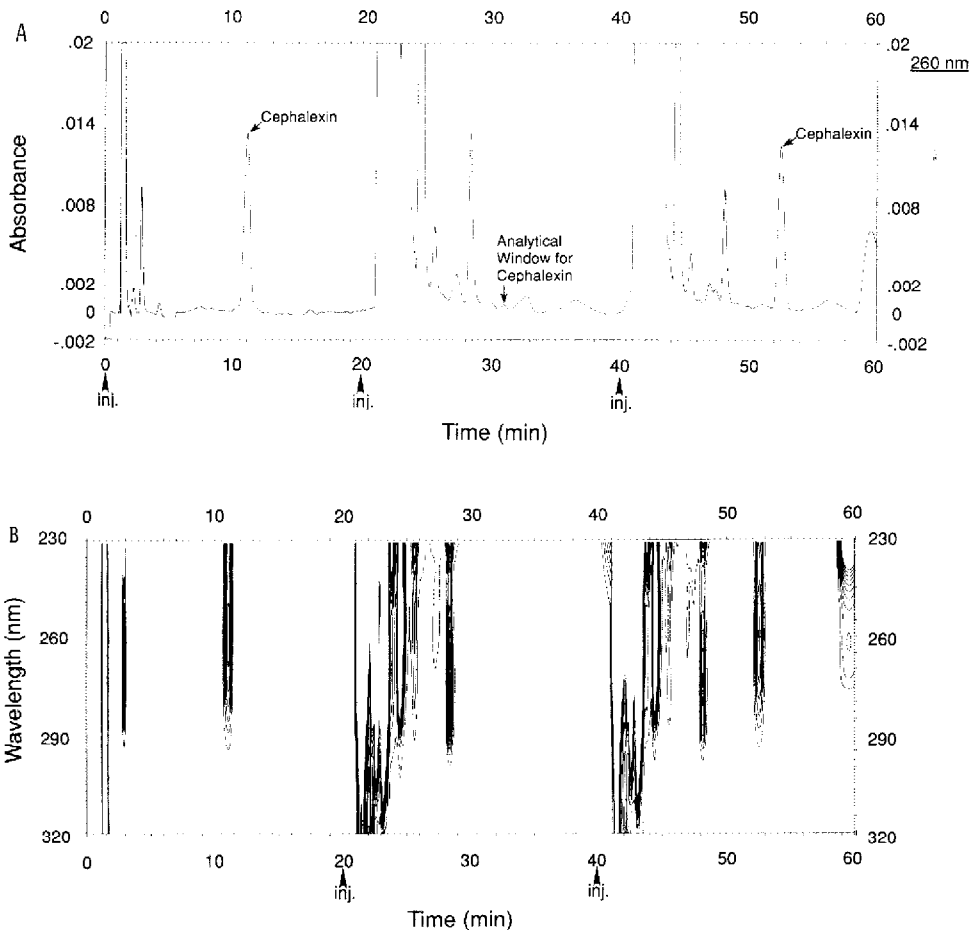 0 10 20 30 40 50 60
A
.02 .02
260 nm
.014 .014
Cephalexin
Cephalexin
Absorbance
.008 .008
Analytical
Window for
Cephalexin
.002 .002
0 0
-.002 -.002
0 10 20 30 40 50 60
inj. inj. inj.
Time (min)
0 10 20 30 40 50 60
B
230 230
260 260
Wavelength (nm)
290 290
320 320
0 10 20 30 40 50 60
inj. inj.
Time (min)